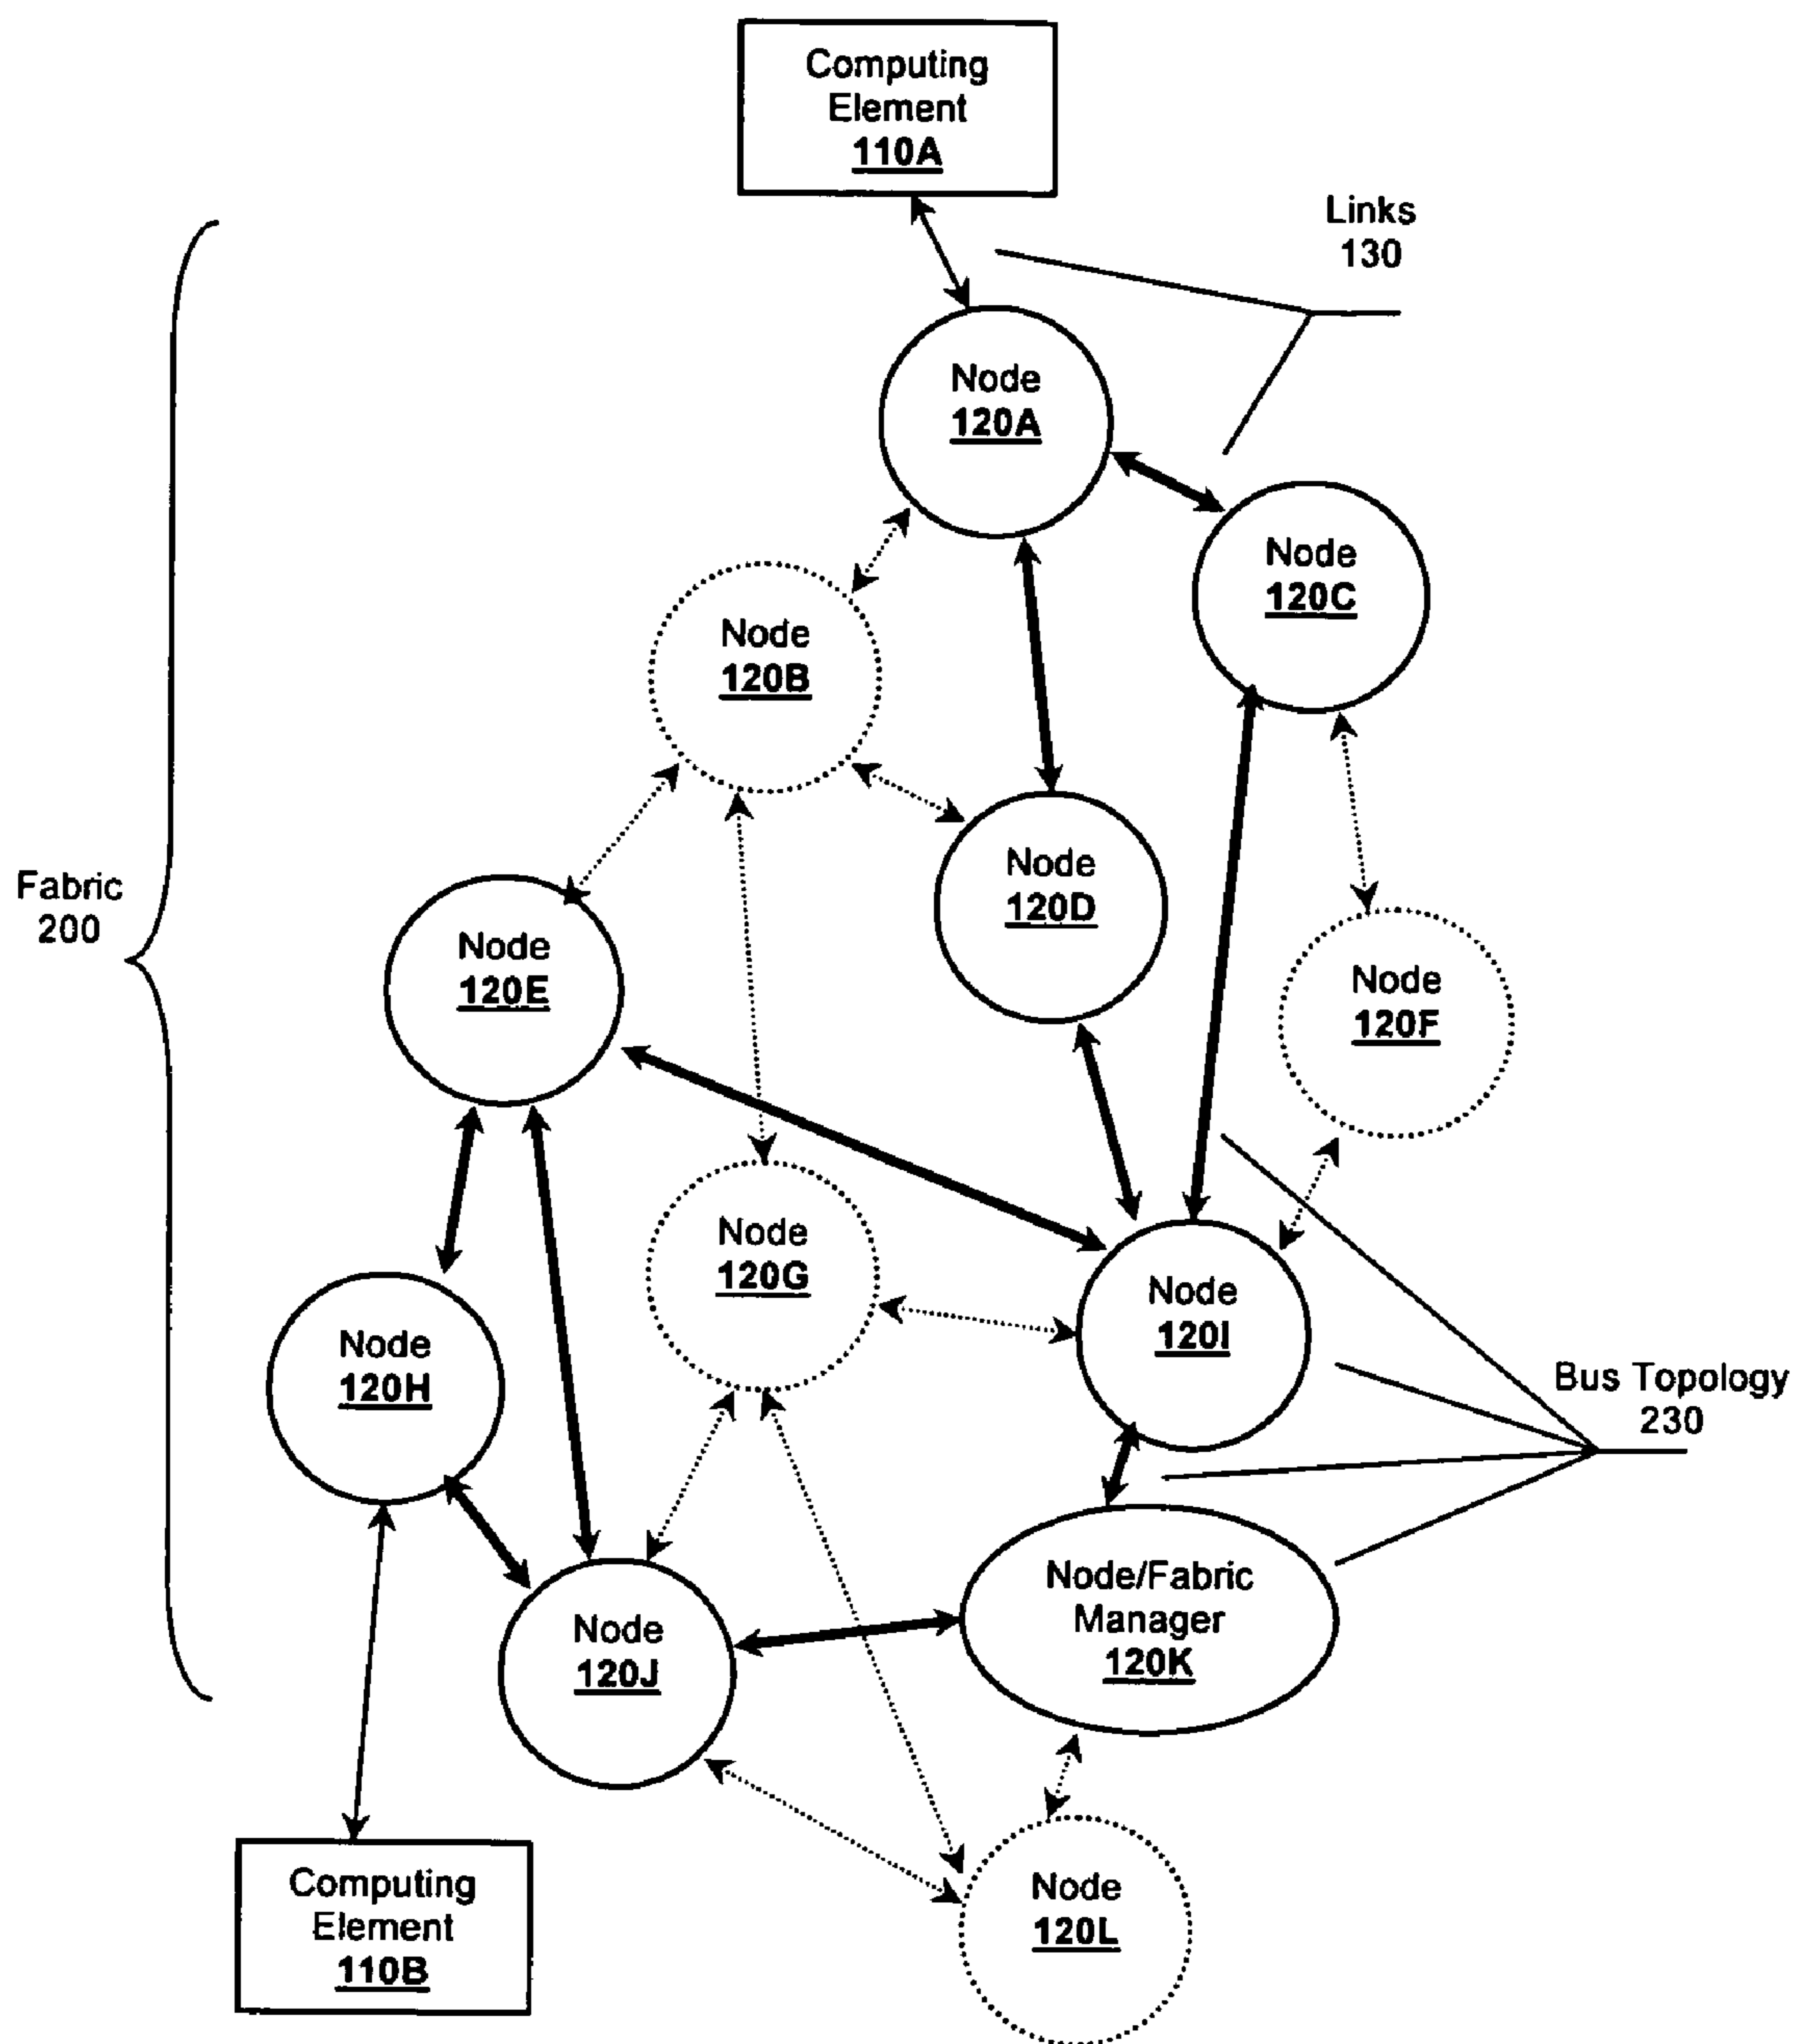 Computing
Element
110A
Links
130
Node
120A
Node
120C
Node
120B
Node
120D
Fabric
200
Node
120E
Node
120F
Node
120G
Node
120I
Node
120H
Bus Topology
230
Node/Fabric
Manager
120K
Node
120J
Computing
Element
110B
Node
120L